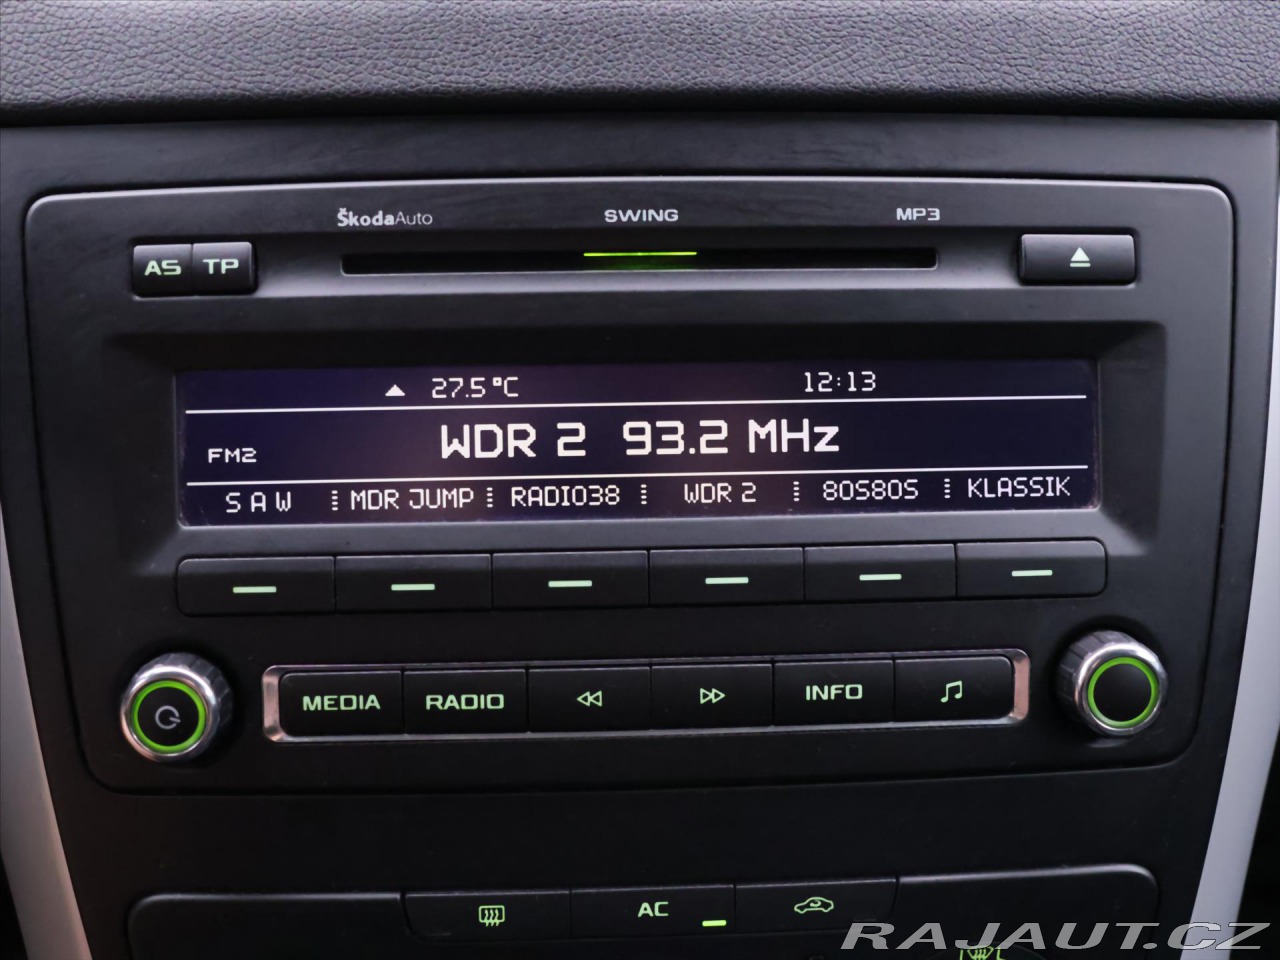 ŠkodaAuto SWING MP3
AS TP
27.5°C 12:13
FM2 WDR 2 93.2 MHz
SAW MDR JUMP RADIO38 WDR 2 80S80S KLASSIK
MEDIA RADIO INFO
AC
RAJAUT.CZ